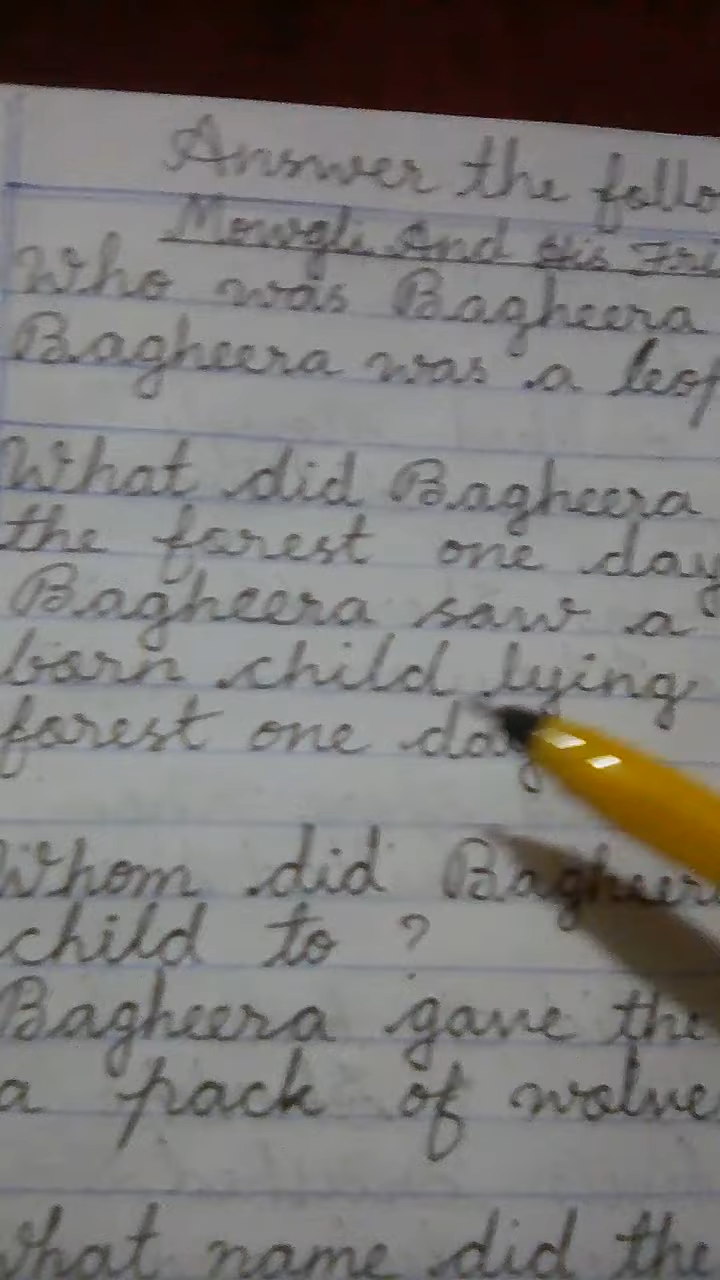 Answer the follo
Mowgli And His Fri
Who was Bagheera
Bagheera was a leop
What did Bagheera
the forest one day
Bagheera saw a
born child lying
forest one day
Whom did Bagheer
child to ?
Bagheera gave the
a pack of wolve
What name did the